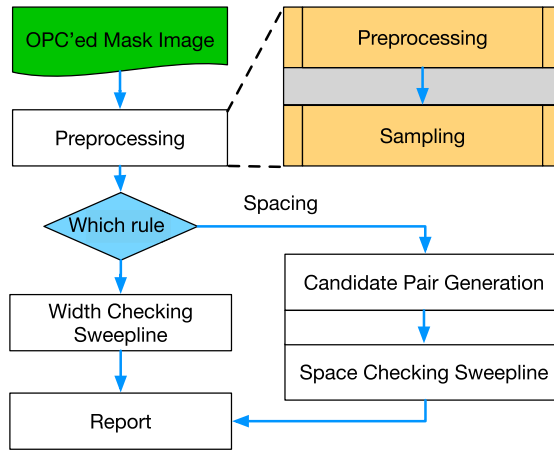 OPC'ed Mask Image
Preprocessing
Preprocessing
Sampling
Which rule
Spacing
Candidate Pair Generation
Width Checking
Sweepline
Space Checking Sweepline
Report